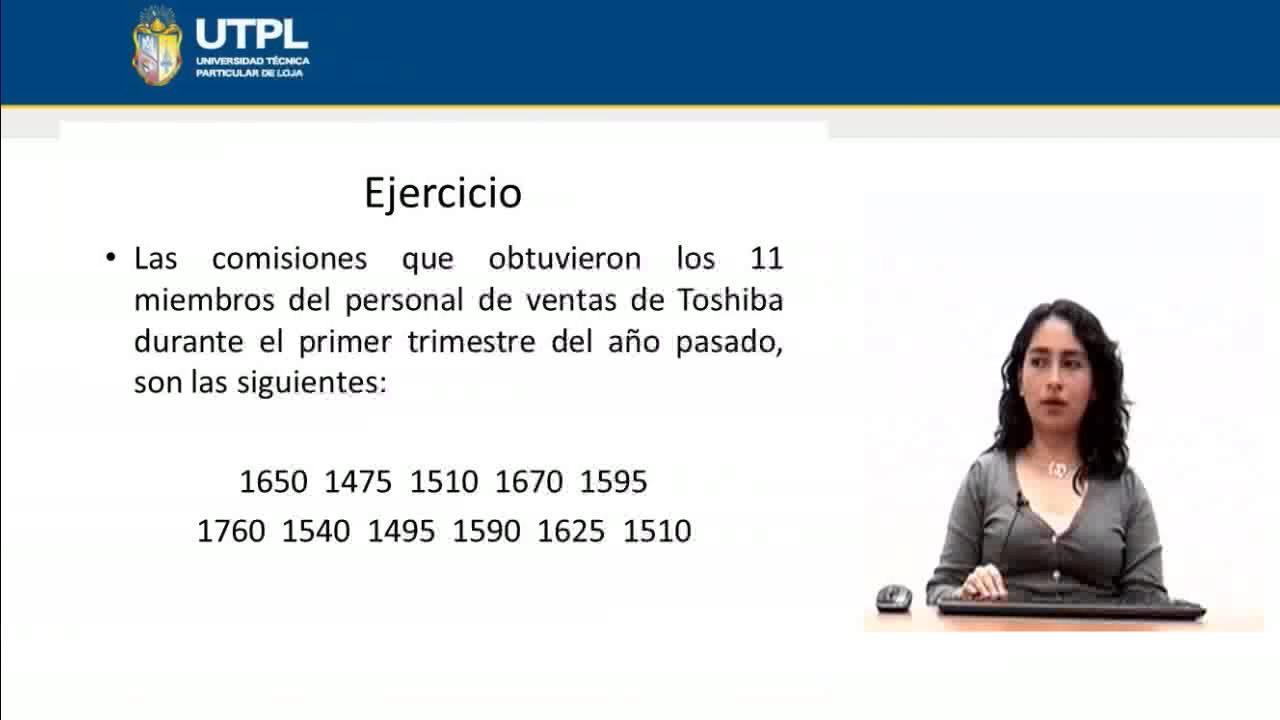 UTPL
UNIVERSIDAD TÉCNICA
PARTICULAR DE LOJA
Ejercicio
• Las comisiones que obtuvieron los 11
miembros del personal de ventas de Toshiba
durante el primer trimestre del año pasado,
son las siguientes:
1650 1475 1510 1670 1595
1760 1540 1495 1590 1625 1510